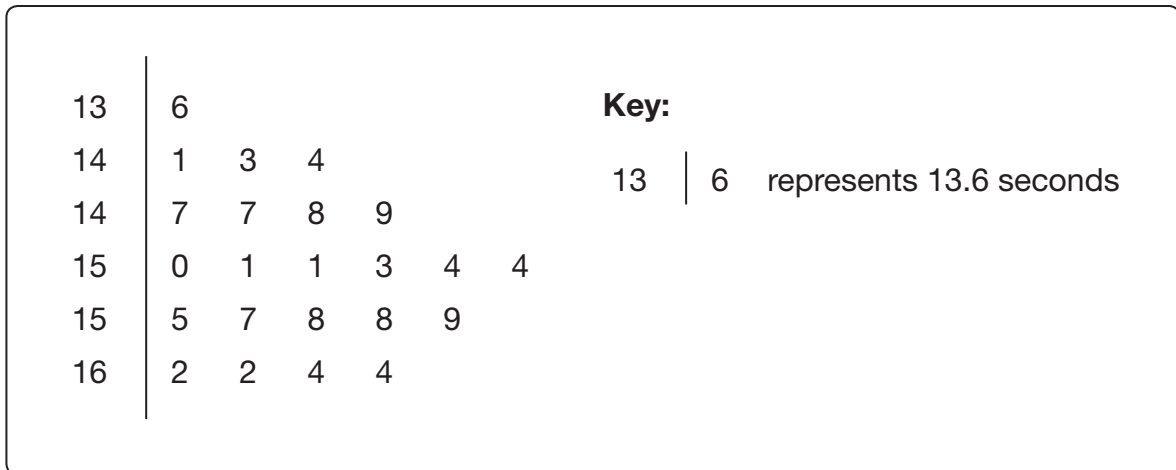 13 | 6
14 | 1 3 4
14 | 7 7 8 9
15 | 0 1 1 3 4 4
15 | 5 7 8 8 9
16 | 2 2 4 4
Key:
13 | 6 represents 13.6 seconds